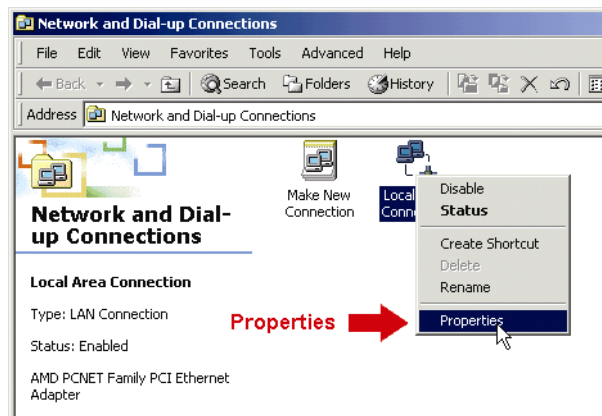 Network and Dial-up Connections
File Edit View Favorites Tools Advanced Help
Back Search Folders History
Address Network and Dial-up Connections
Make New
Connection
Local
Conn
Network and Dial-
up Connections
Local Area Connection
Type: LAN Connection
Status: Enabled
AMD PCNET Family PCI Ethernet
Adapter
Disable
Status
Create Shortcut
Delete
Rename
Properties
Properties